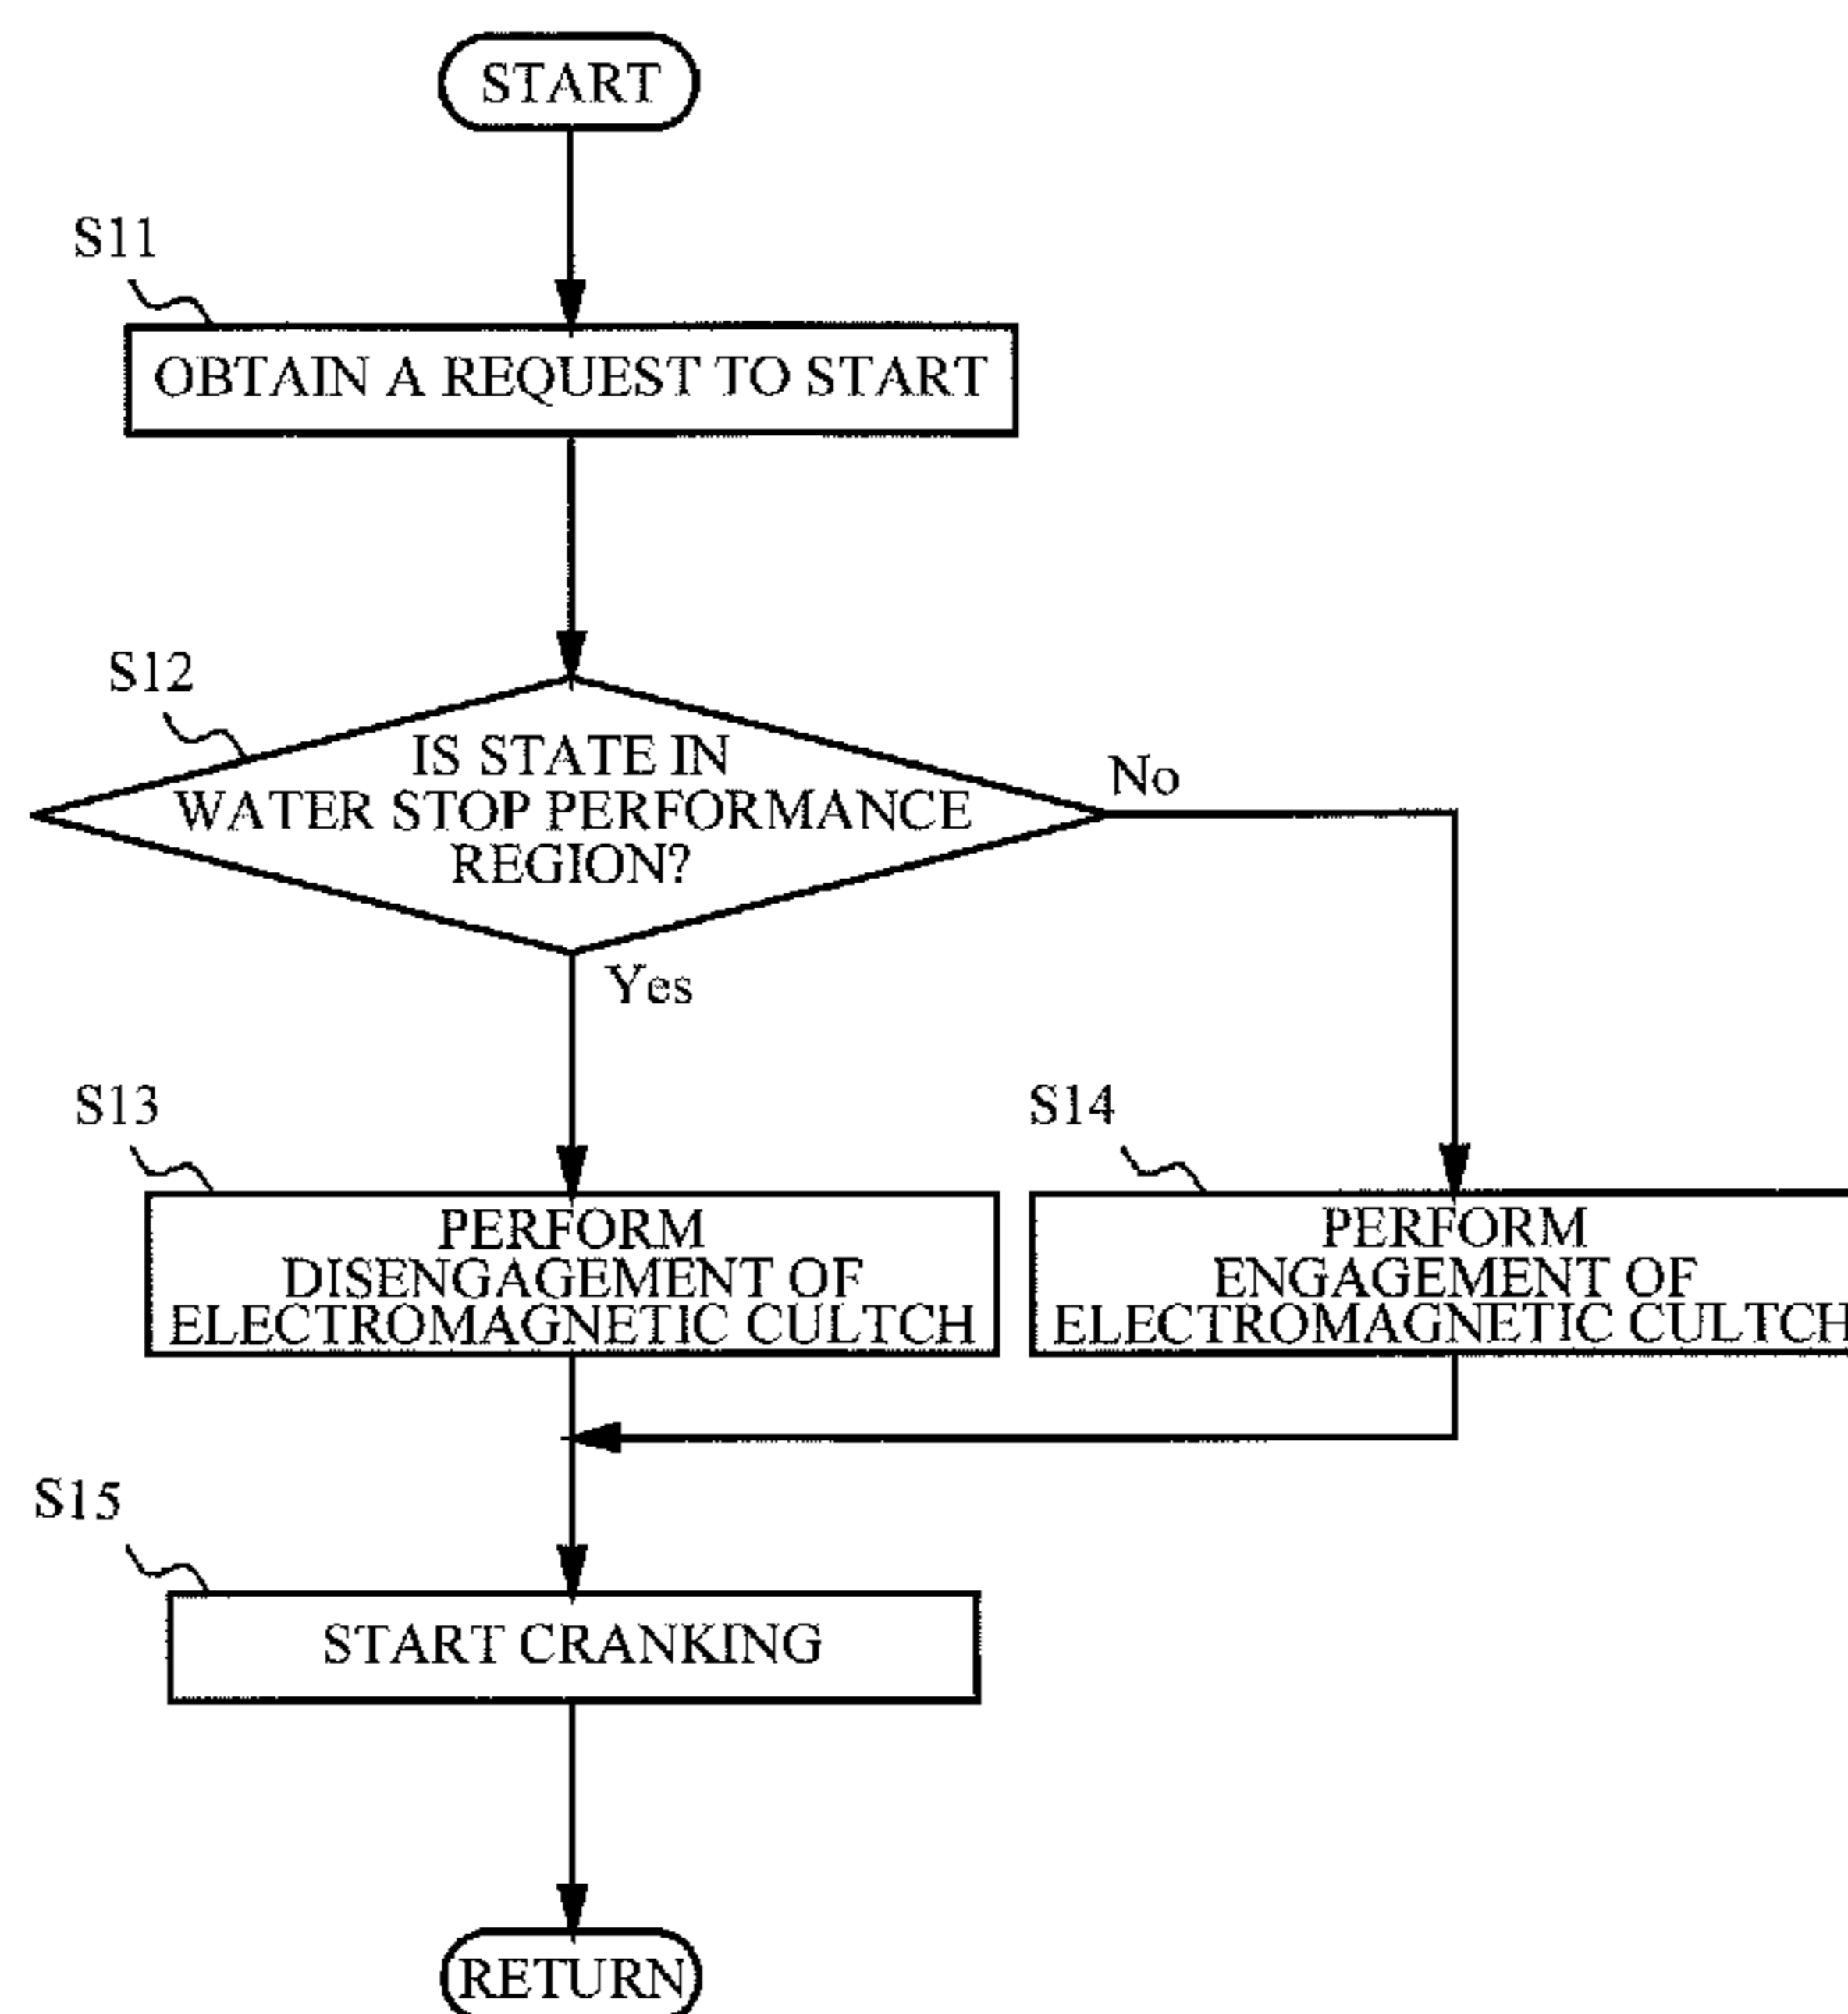 START
S11
OBTAIN A REQUEST TO START
S12
IS STATE IN
WATER STOP PERFORMANCE
REGION?
No
Yes
S13
PERFORM
DISENGAGEMENT OF
ELECTROMAGNETIC CULTCH
S14
PERFORM
ENGAGEMENT OF
ELECTROMAGNETIC CULTCH
S15
START CRANKING
RETURN